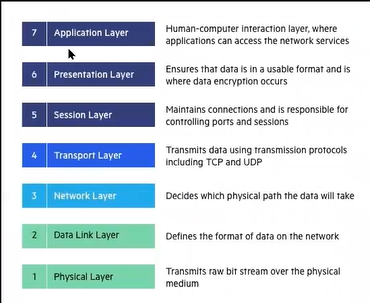 7 Application Layer
Human-computer interaction layer, where
applications can access the network services
6 Presentation Layer
Ensures that data is in a usable format and is
where data encryption occurs
5 Session Layer
Maintains connections and is responsible for
controlling ports and sessions
4 Transport Layer
Transmits data using transmission protocols
including TCP and UDP
3 Network Layer
Decides which physical path the data will take
2 Data Link Layer
Defines the format of data on the network
1 Physical Layer
Transmits raw bit stream over the physical
medium